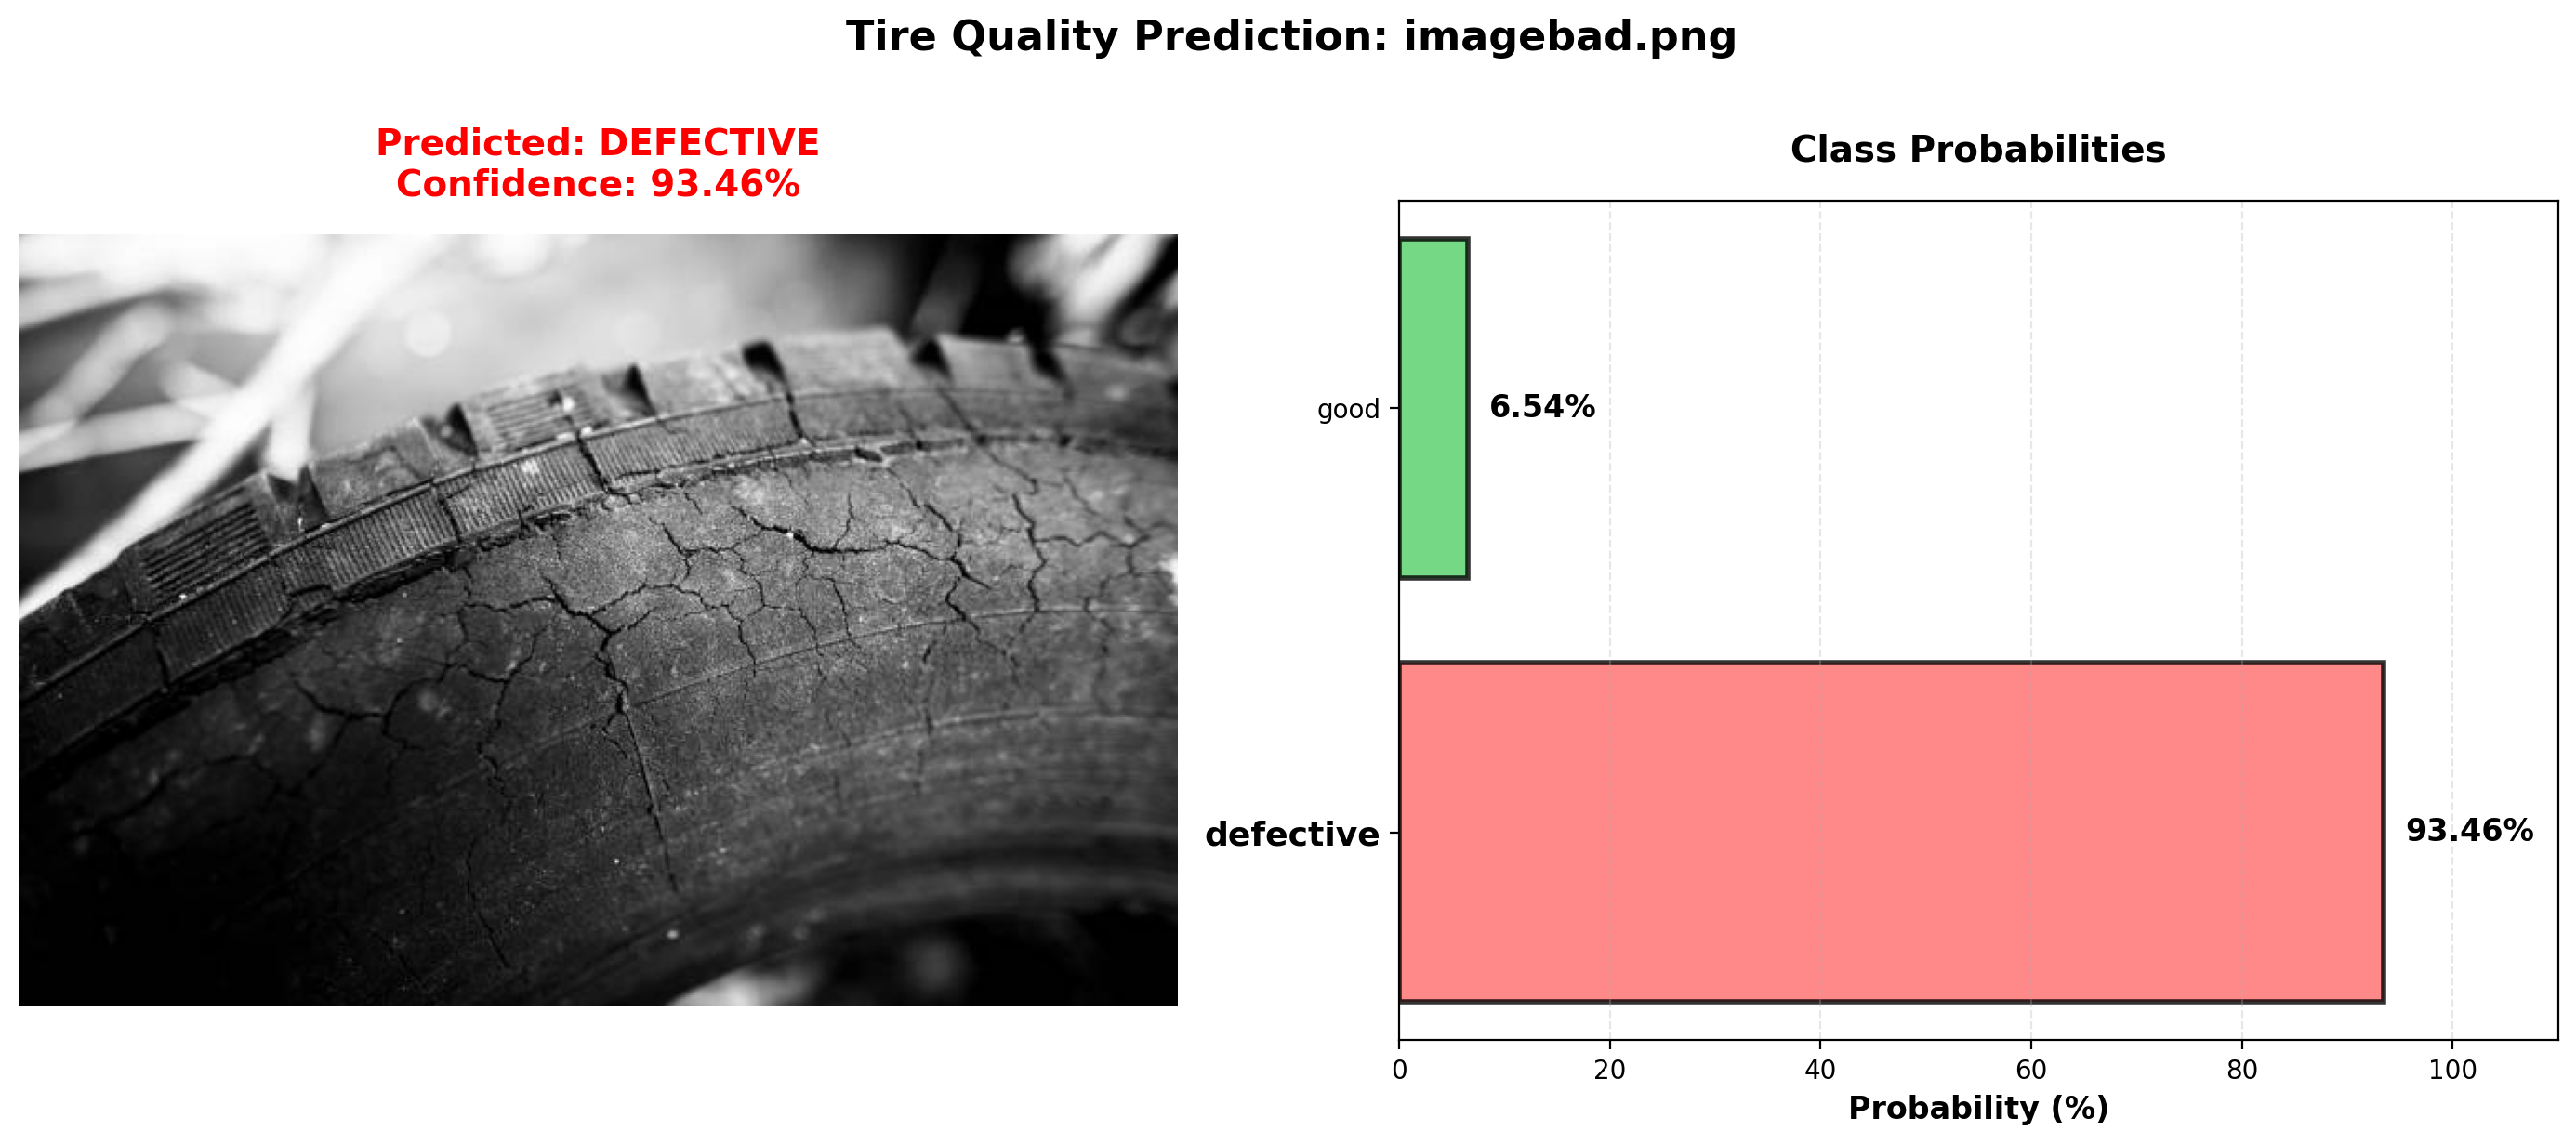 Tire Quality Prediction: imagebad.png
Predicted: DEFECTIVE
Confidence: 93.46%
Class Probabilities
good
6.54%
defective
93.46%
0 20 40 60 80 100
Probability (%)